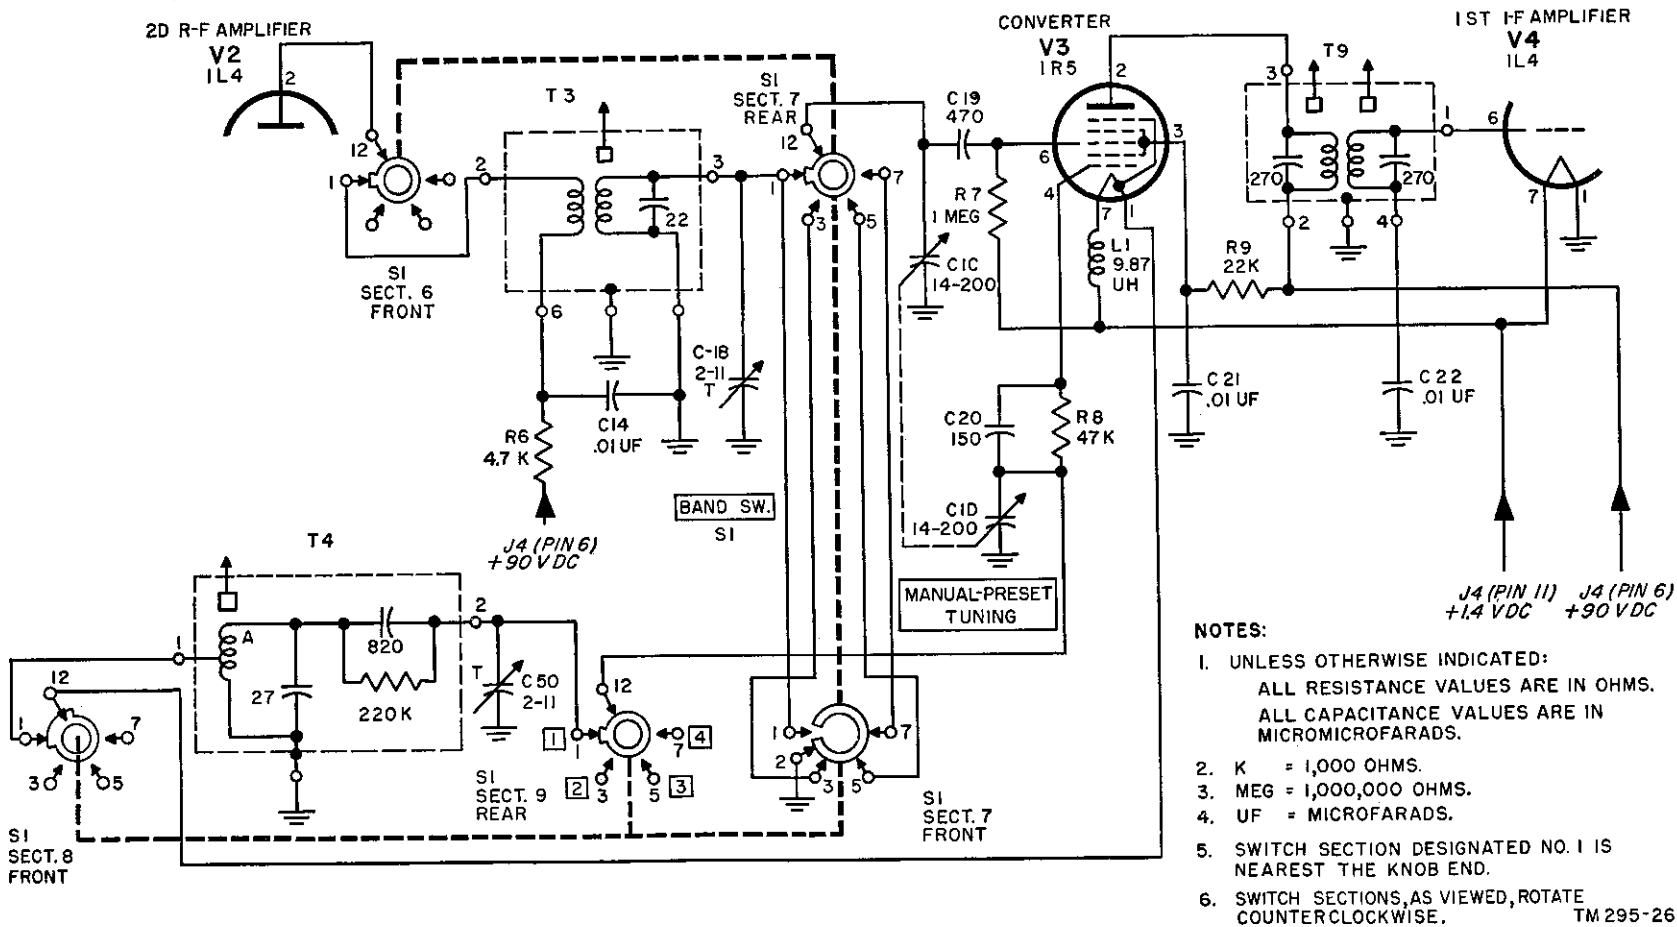 2D R-F AMPLIFIER
V2
1L4
2
12
1
S1
SECT. 6
FRONT
T3
2
3
22
6
C14
.01UF
R6
4.7 K
J4 (PIN 6)
+90 VDC
C-18
2-11
T
S1
SECT. 7
REAR
12
1
7
3
5
BAND SW.
S1
C19
470
R7
1 MEG
C1C
14-200
CONVERTER
V3
1R5
2
6
3
4
7
1
L1
9.87
UH
C20
150
R8
47K
C1D
14-200
MANUAL-PRESET
TUNING
C21
.01UF
R9
22K
T9
3
1
270
270
2
4
C22
.01UF
1ST I-F AMPLIFIER
V4
1L4
6
7
1
J4 (PIN 11)
+1.4 VDC
J4 (PIN 6)
+90 VDC
T4
1
A
2
820
27
220K
T
C50
2-11
12
1
7
3
5
S1
SECT. 8
FRONT
12
1
1
7
4
2
3
5
3
S1
SECT. 9
REAR
1
7
2
3
5
S1
SECT. 7
FRONT
NOTES:
1. UNLESS OTHERWISE INDICATED:
ALL RESISTANCE VALUES ARE IN OHMS.
ALL CAPACITANCE VALUES ARE IN
MICROMICROFARADS.
2. K = 1,000 OHMS.
3. MEG = 1,000,000 OHMS.
4. UF = MICROFARADS.
5. SWITCH SECTION DESIGNATED NO. 1 IS
NEAREST THE KNOB END.
6. SWITCH SECTIONS, AS VIEWED, ROTATE
COUNTERCLOCKWISE.
TM 295-26